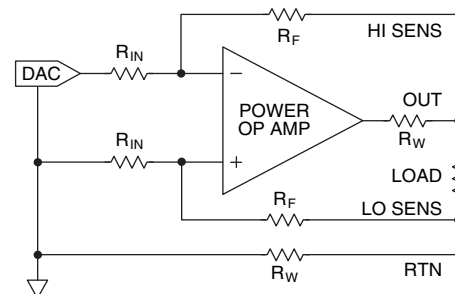 R_F
HI SENS
DAC
R_IN
−
POWER
OP AMP
OUT
R_W
R_IN
+
LOAD
R_F
LO SENS
R_W
RTN